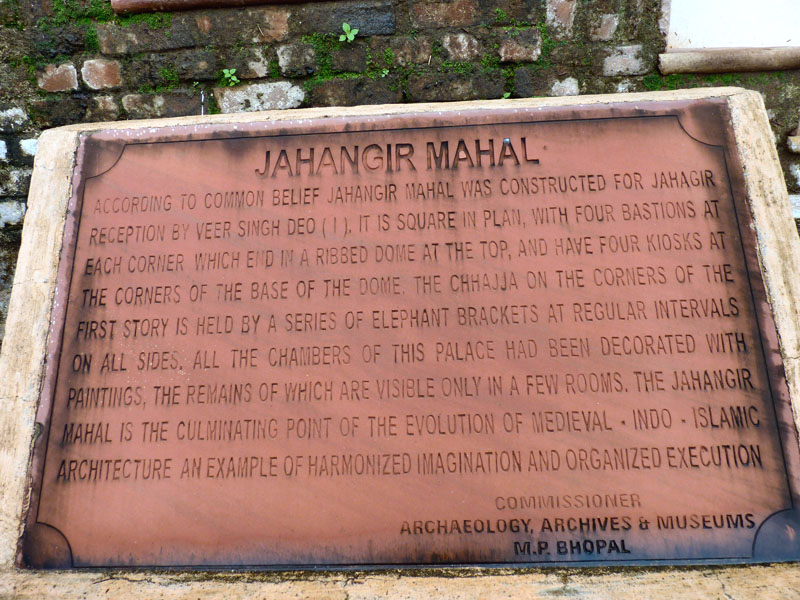 JAHANGIR MAHAL
ACCORDING TO COMMON BELIEF JAHANGIR MAHAL WAS CONSTRUCTED FOR JAHAGIR
RECEPTION BY VEER SINGH DEO ( I ). IT IS SQUARE IN PLAN, WITH FOUR BASTIONS AT
EACH CORNER WHICH END IN A RIBBED DOME AT THE TOP, AND HAVE FOUR KIOSKS AT
THE CORNERS OF THE BASE OF THE DOME. THE CHHAJJA ON THE CORNERS OF THE
FIRST STORY IS HELD BY A SERIES OF ELEPHANT BRACKETS AT REGULAR INTERVALS
ON ALL SIDES. ALL THE CHAMBERS OF THIS PALACE HAD BEEN DECORATED WITH
PAINTINGS, THE REMAINS OF WHICH ARE VISIBLE ONLY IN A FEW ROOMS. THE JAHANGIR
MAHAL IS THE CULMINATING POINT OF THE EVOLUTION OF MEDIEVAL - INDO - ISLAMIC
ARCHITECTURE AN EXAMPLE OF HARMONIZED IMAGINATION AND ORGANIZED EXECUTION
COMMISSIONER
ARCHAEOLOGY, ARCHIVES & MUSEUMS
M.P. BHOPAL